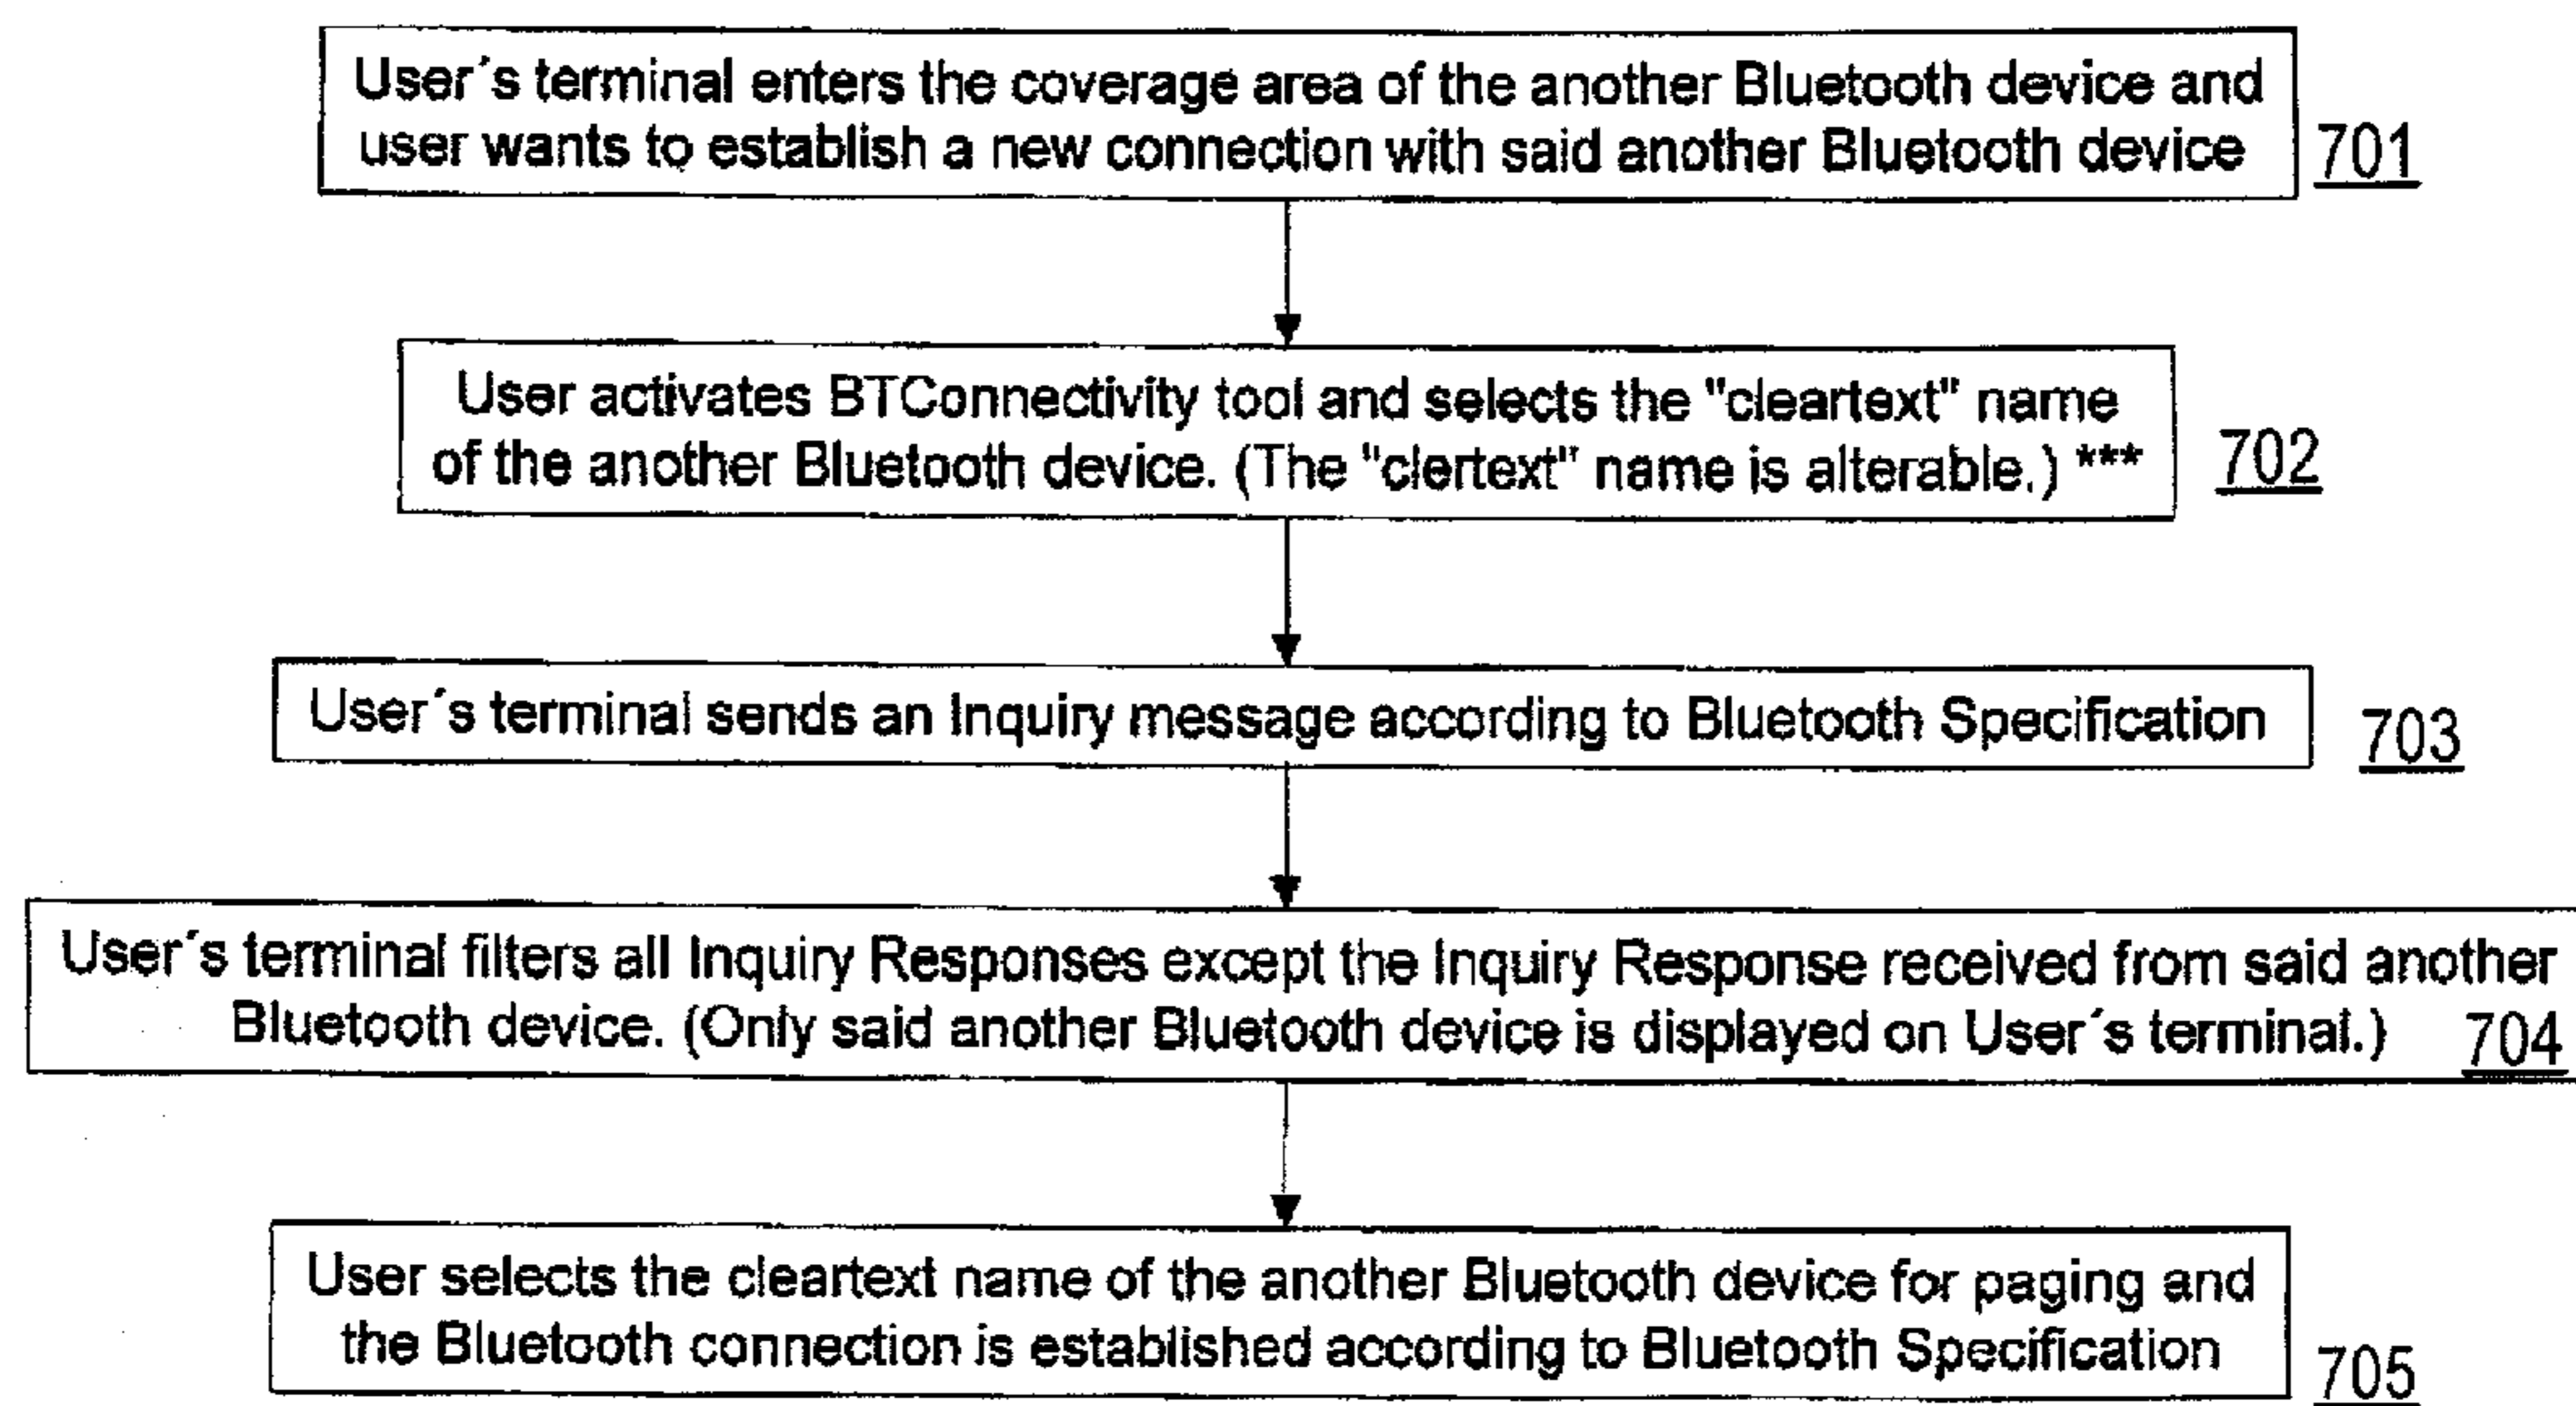 User´s terminal enters the coverage area of the another Bluetooth device and
user wants to establish a new connection with said another Bluetooth device
701
User activates BTConnectivity tool and selects the "cleartext" name
of the another Bluetooth device. (The "clertext" name is alterable.) ***
702
User´s terminal sends an Inquiry message according to Bluetooth Specification
703
User´s terminal filters all Inquiry Responses except the Inquiry Response received from said another
Bluetooth device. (Only said another Bluetooth device is displayed on User´s terminal.)
704
User selects the cleartext name of the another Bluetooth device for paging and
the Bluetooth connection is established according to Bluetooth Specification
705